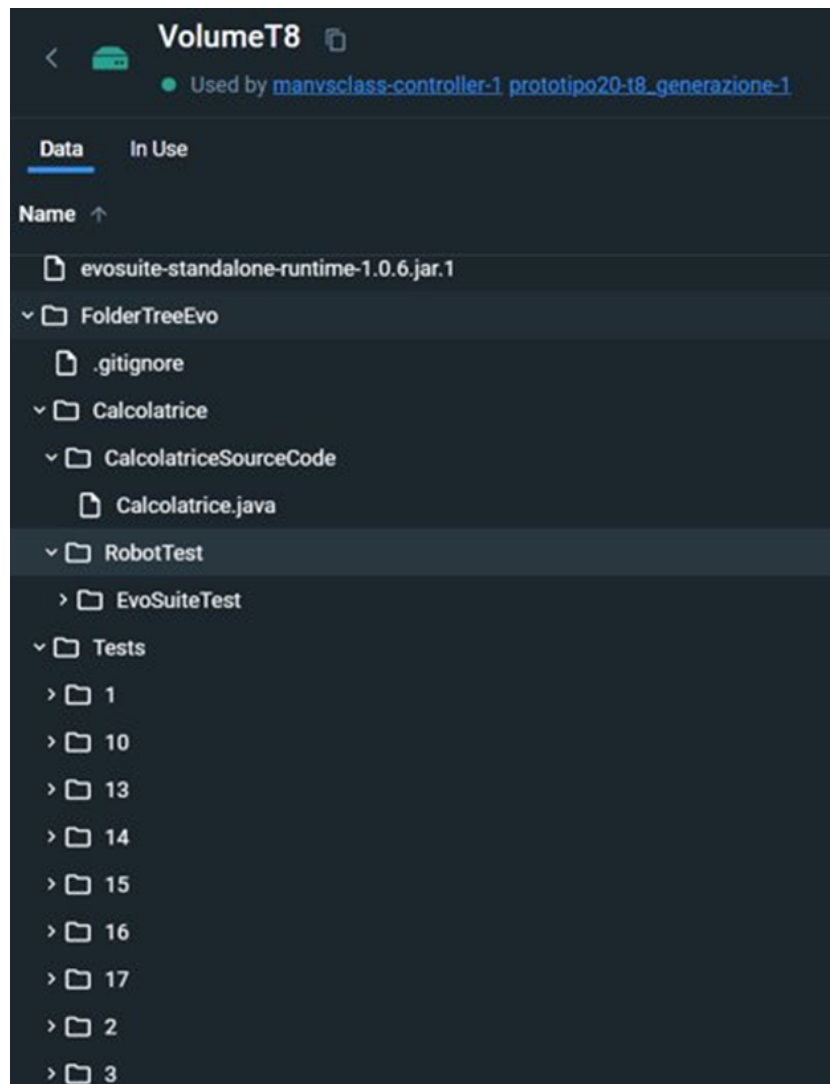 VolumeT8
Used by manvsclass-controller-1 prototipo20-t8_generazione-1
Data In Use
Name
evosuite-standalone-runtime-1.0.6.jar.1
FolderTreeEvo
.gitignore
Calcolatrice
CalcolatriceSourceCode
Calcolatrice.java
RobotTest
EvoSuiteTest
Tests
1
10
13
14
15
16
17
2
3